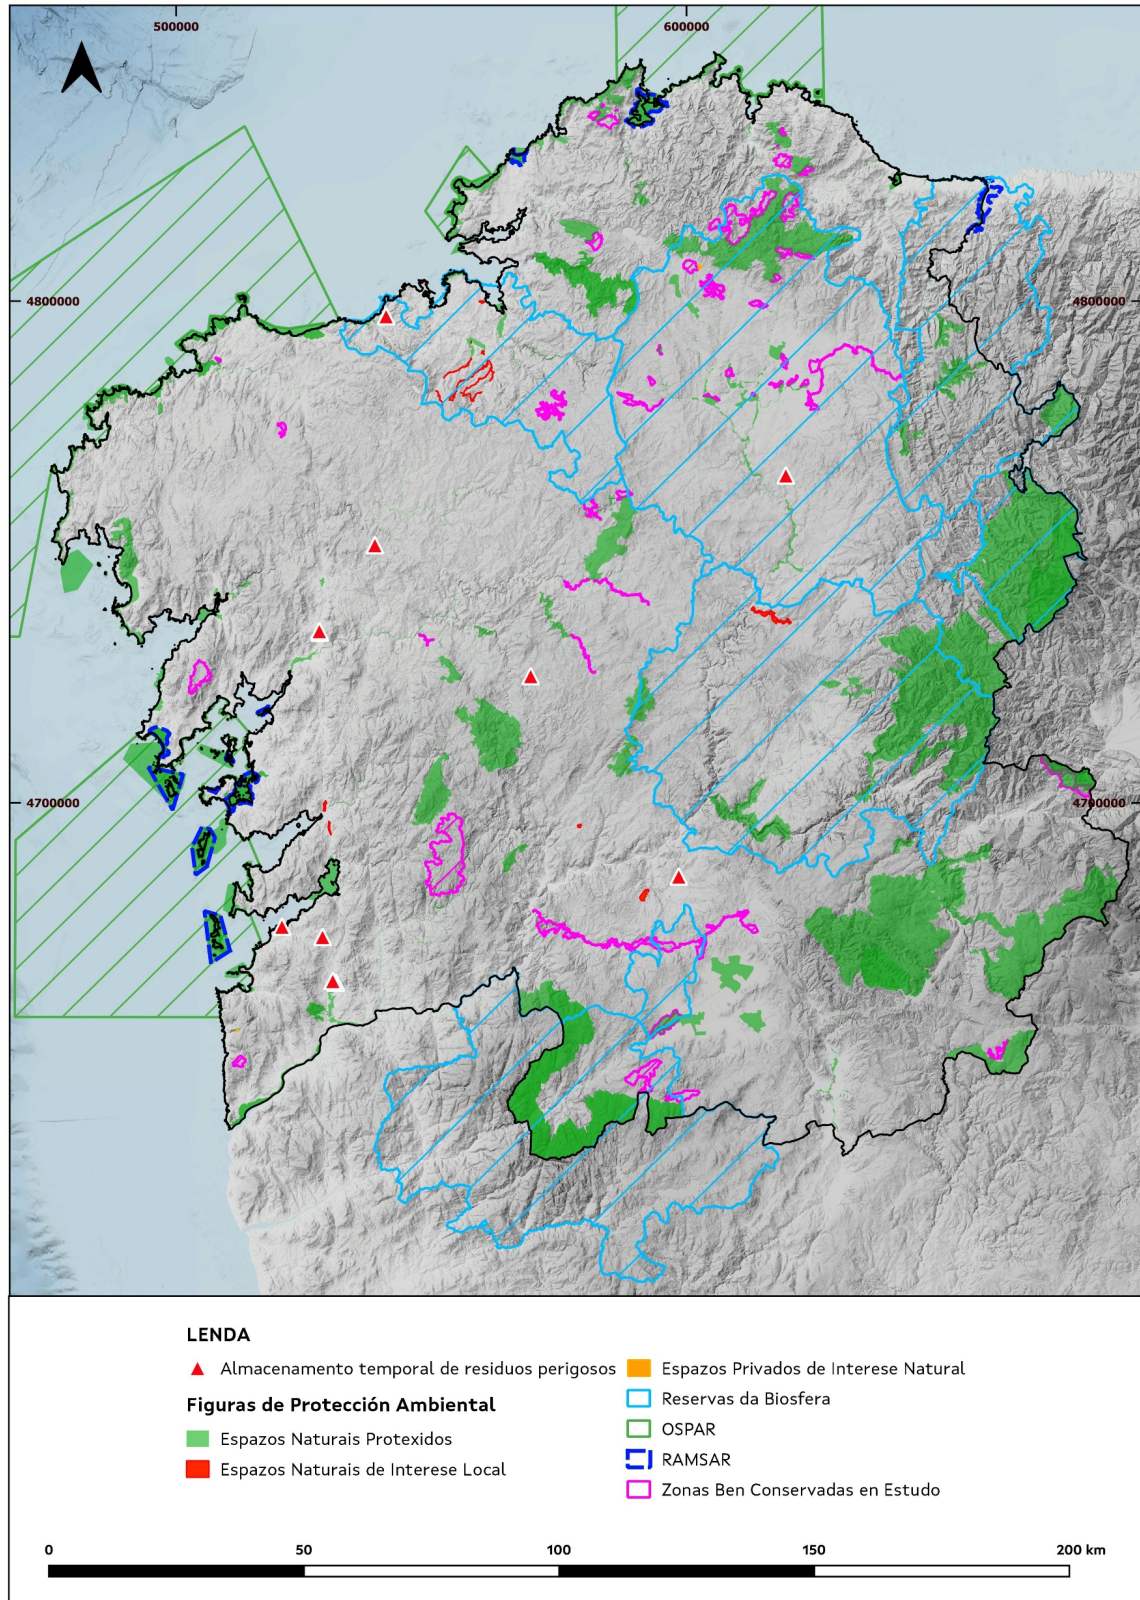 500000
600000
4800000
4800000
4700000
4700000
LENDA
Almacenamento temporal de residuos perigosos
Figuras de Protección Ambiental
Espazos Naturais Protexidos
Espazos Naturais de Interese Local
Espazos Privados de Interese Natural
Reservas da Biosfera
OSPAR
RAMSAR
Zonas Ben Conservadas en Estudo
0 50 100 150 200 km